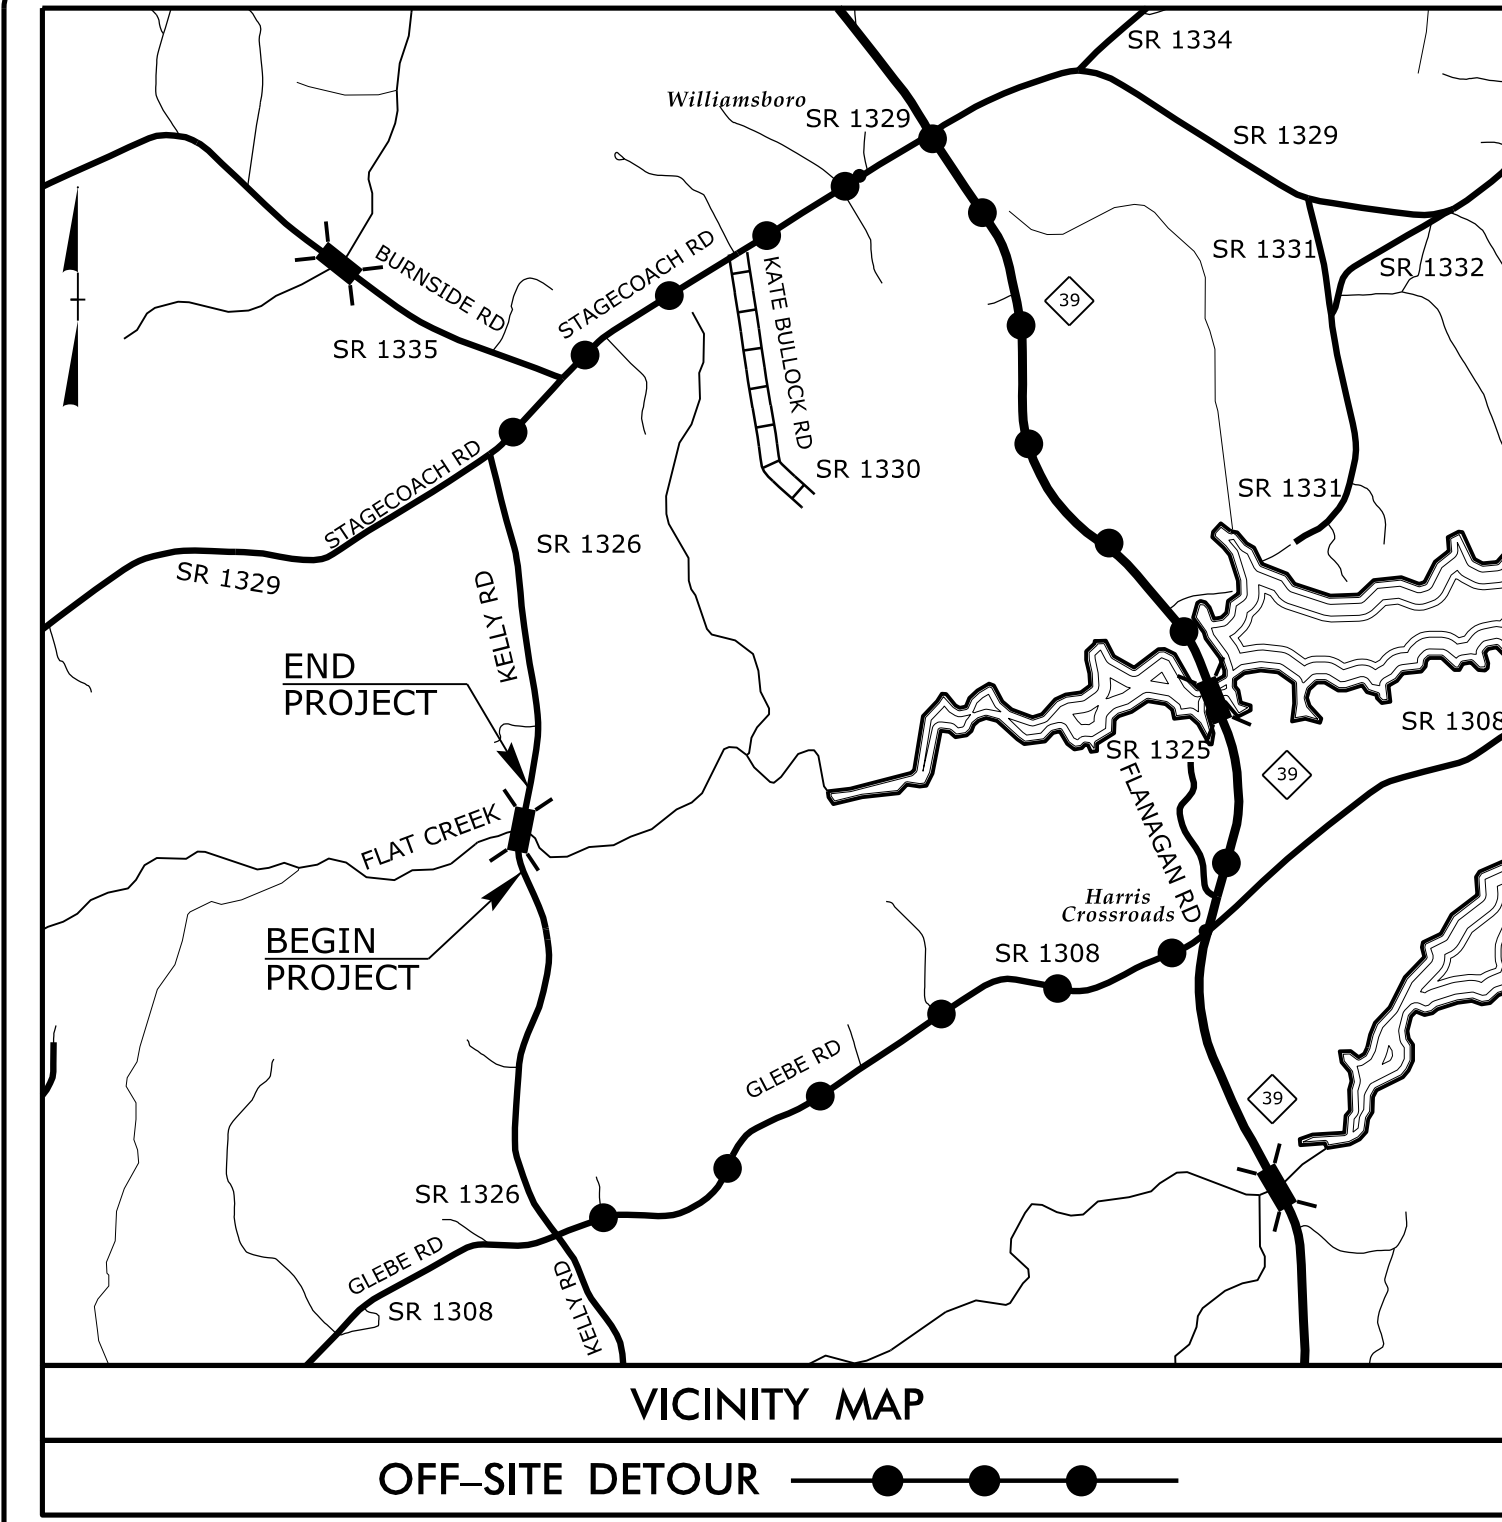 SR 1334
Williamsboro
SR 1329
SR 1329
BURNSIDE RD
STAGECOACH RD
SR 1331
SR 1332
39
KATE BULLOCK RD
SR 1335
STAGECOACH RD
SR 1330
SR 1331
SR 1326
SR 1329
KELLY RD
END
PROJECT
SR 1308
SR 1325
39
FLANAGAN RD
FLAT CREEK
Harris
Crossroads
BEGIN
PROJECT
SR 1308
GLEBE RD
39
SR 1326
GLEBE RD
KELLY RD
SR 1308
VICINITY MAP
OFF–SITE DETOUR